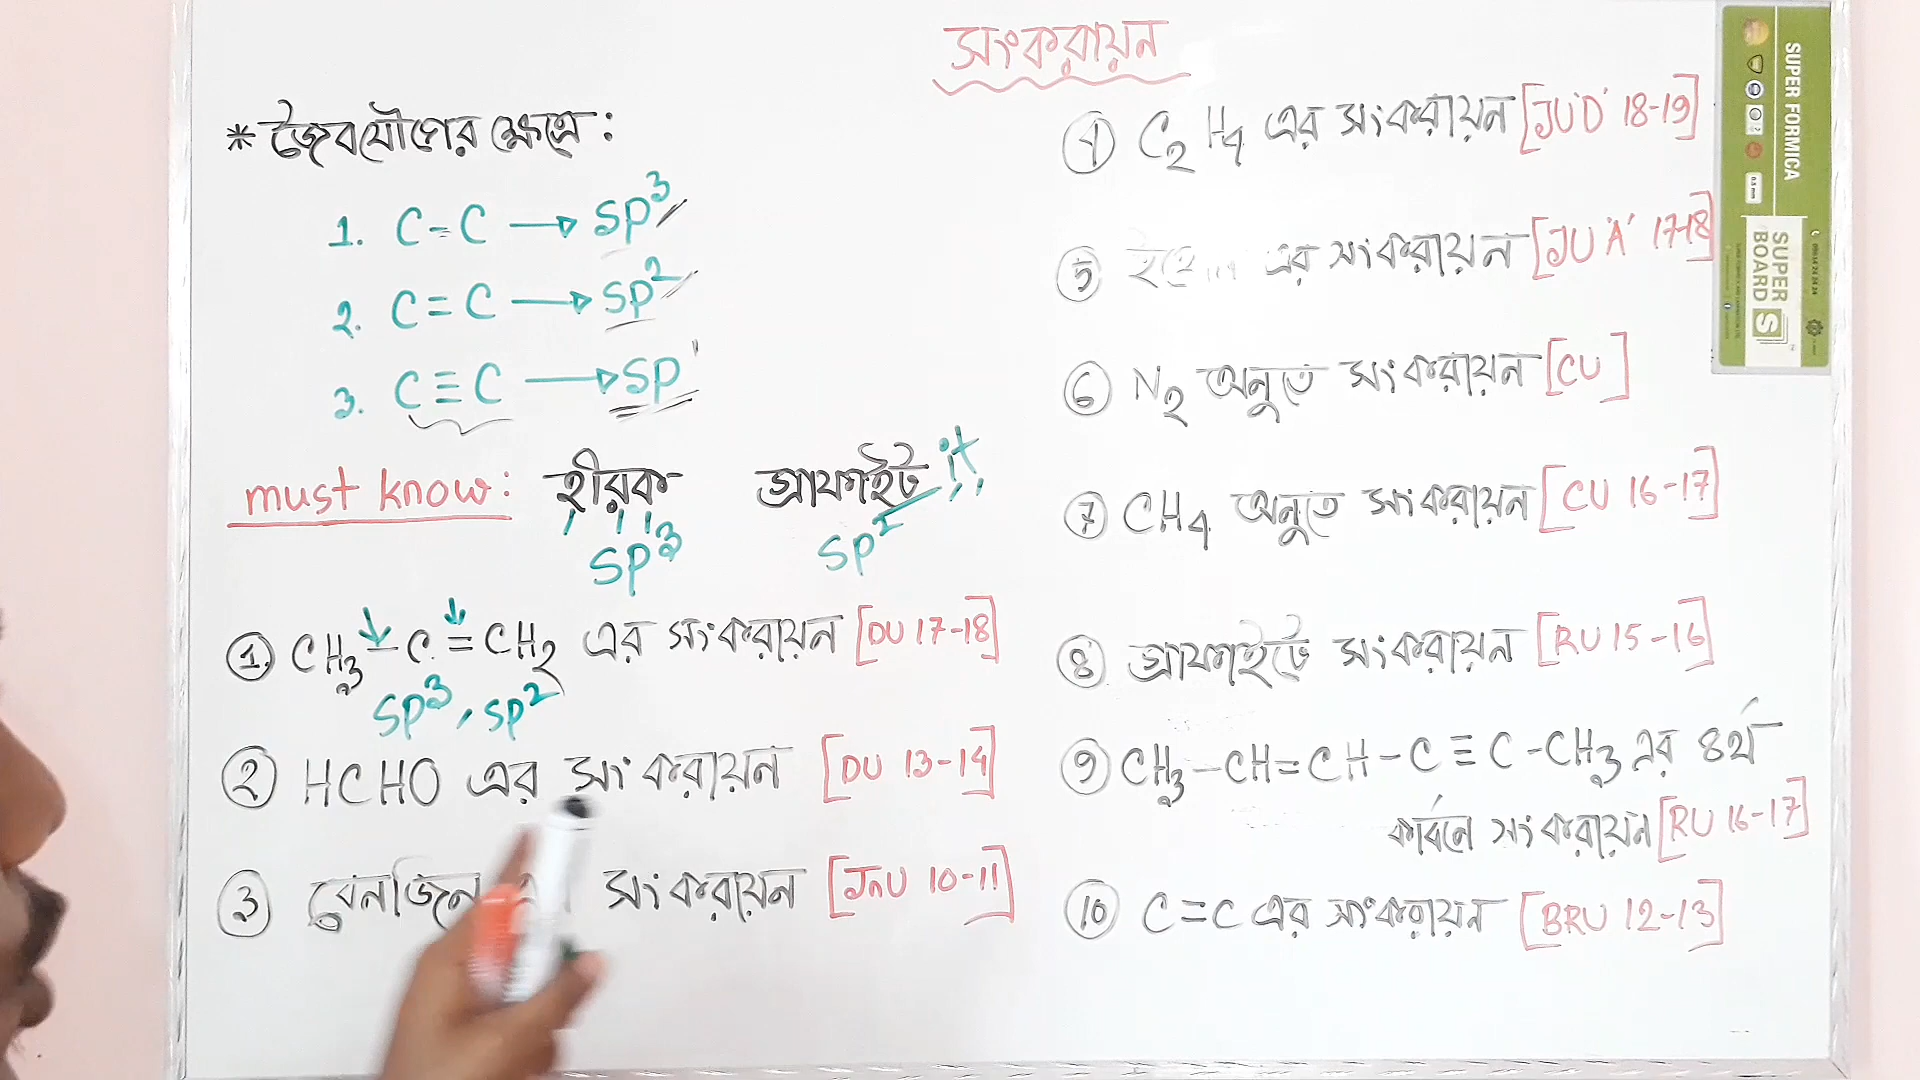 সংকরায়ন
* জৈবযৌগের ক্ষেত্রে :
1. C-C → SP³
2. C=C → SP²
3. C≡C → SP'
must know: হীরক গ্রাফাইট
SP³ SP²
① CH₃-C=CH₂ এর সংকরায়ন [DU 17-18]
SP³, SP²
② HCHO এর সংকরায়ন [DU 13-14]
③ বেনজিন সংকরায়ন [JnU 10-11]
④ C₂H₄ এর সংকরায়ন [JU'D' 18-19]
⑤ এর সংকরায়ন [JU 'A' 17-18]
⑥ N₂ অনুতে সংকরায়ন [CU]
⑦ CH₄ অনুতে সংকরায়ন [CU 16-17]
⑧ গ্রাফাইটে সংকরায়ন [RU 15-16]
⑨ CH₃-CH=CH-C≡C-CH₃ এর ৪র্থ
কার্বনে সংকরায়ন [RU 16-17]
⑩ C=C এর সংকরায়ন [BRU 12-13]
SUPER FORMICA
SUPER BOARD S